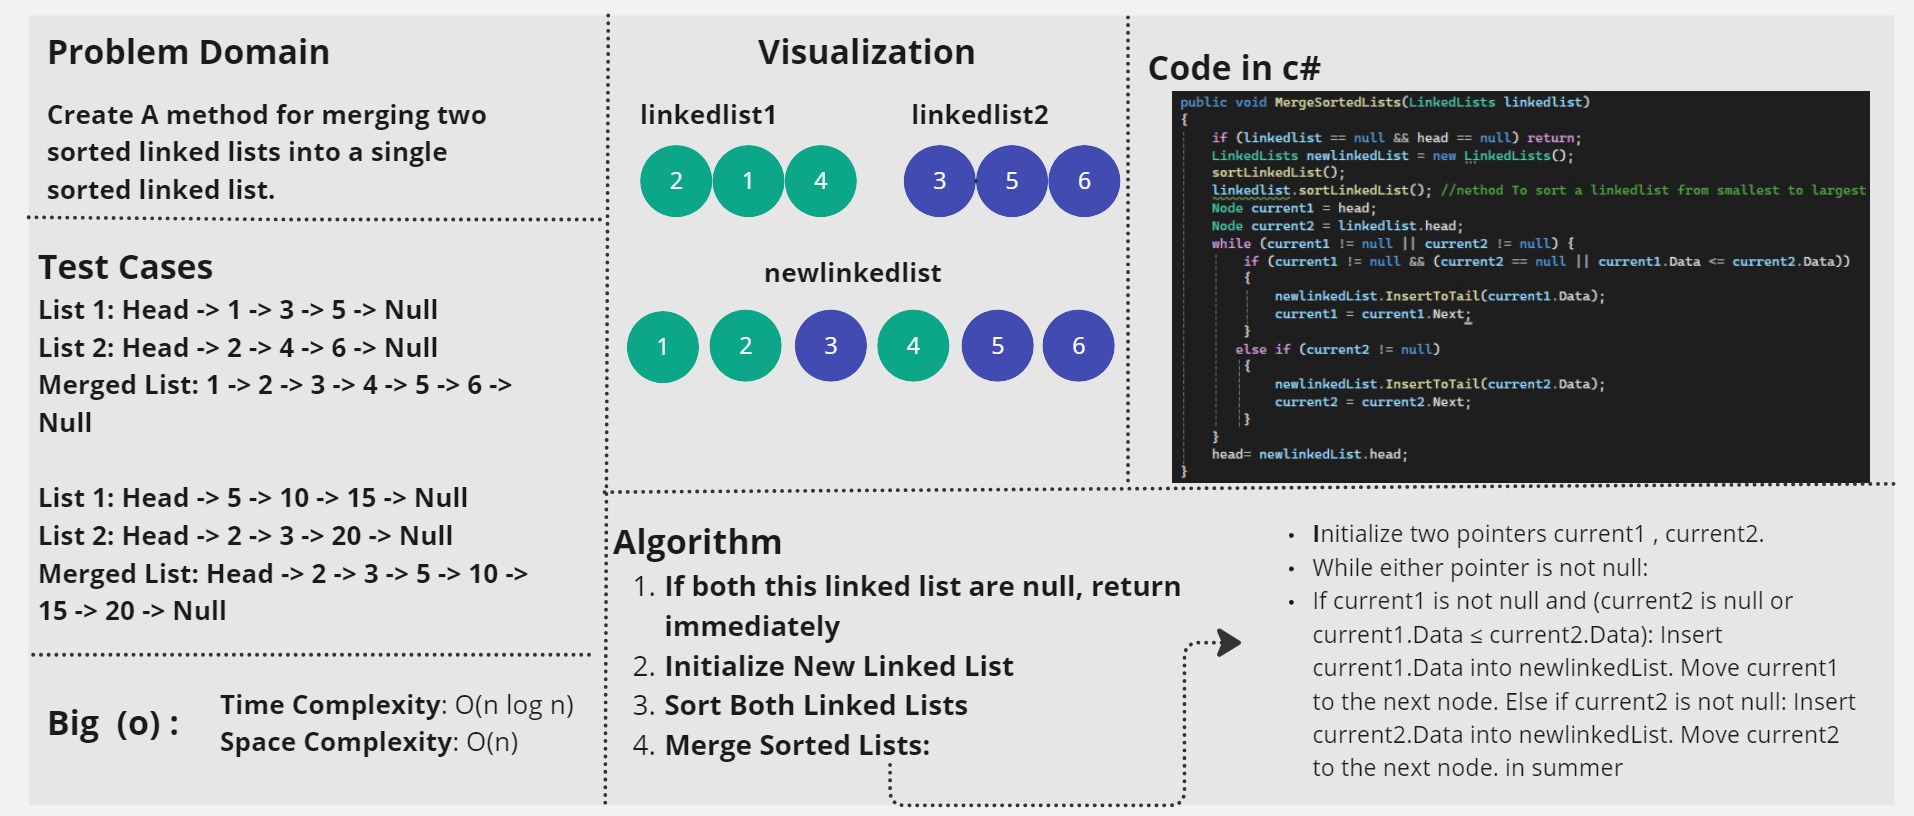 Problem Domain
Create A method for merging two
sorted linked lists into a single
sorted linked list.
Test Cases
List 1: Head -> 1 -> 3 -> 5 -> Null
List 2: Head -> 2 -> 4 -> 6 -> Null
Merged List: 1 -> 2 -> 3 -> 4 -> 5 -> 6 ->
Null
List 1: Head -> 5 -> 10 -> 15 -> Null
List 2: Head -> 2 -> 3 -> 20 -> Null
Merged List: Head -> 2 -> 3 -> 5 -> 10 ->
15 -> 20 -> Null
Big (o) :
Time Complexity: O(n log n)
Space Complexity: O(n)
Visualization
linkedlist1 linkedlist2
2 1 4 3 5 6
newlinkedlist
1 2 3 4 5 6
Code in c#
public void MergeSortedLists(LinkedLists linkedlist)
{
if (linkedlist == null && head == null) return;
LinkedLists newlinkedList = new LinkedLists();
sortLinkedList();
linkedlist.sortLinkedList(); //nethod To sort a linkedlist from smallest to largest
Node current1 = head;
Node current2 = linkedlist.head;
while (current1 != null || current2 != null) {
if (current1 != null && (current2 == null || current1.Data <= current2.Data))
{
newlinkedList.InsertToTail(current1.Data);
current1 = current1.Next;
}
else if (current2 != null)
{
newlinkedList.InsertToTail(current2.Data);
current2 = current2.Next;
}
}
head= newlinkedList.head;
}
Algorithm
1. If both this linked list are null, return
immediately
2. Initialize New Linked List
3. Sort Both Linked Lists
4. Merge Sorted Lists:
• Initialize two pointers current1 , current2.
• While either pointer is not null:
• If current1 is not null and (current2 is null or
current1.Data ≤ current2.Data): Insert
current1.Data into newlinkedList. Move current1
to the next node. Else if current2 is not null: Insert
current2.Data into newlinkedList. Move current2
to the next node. in summer